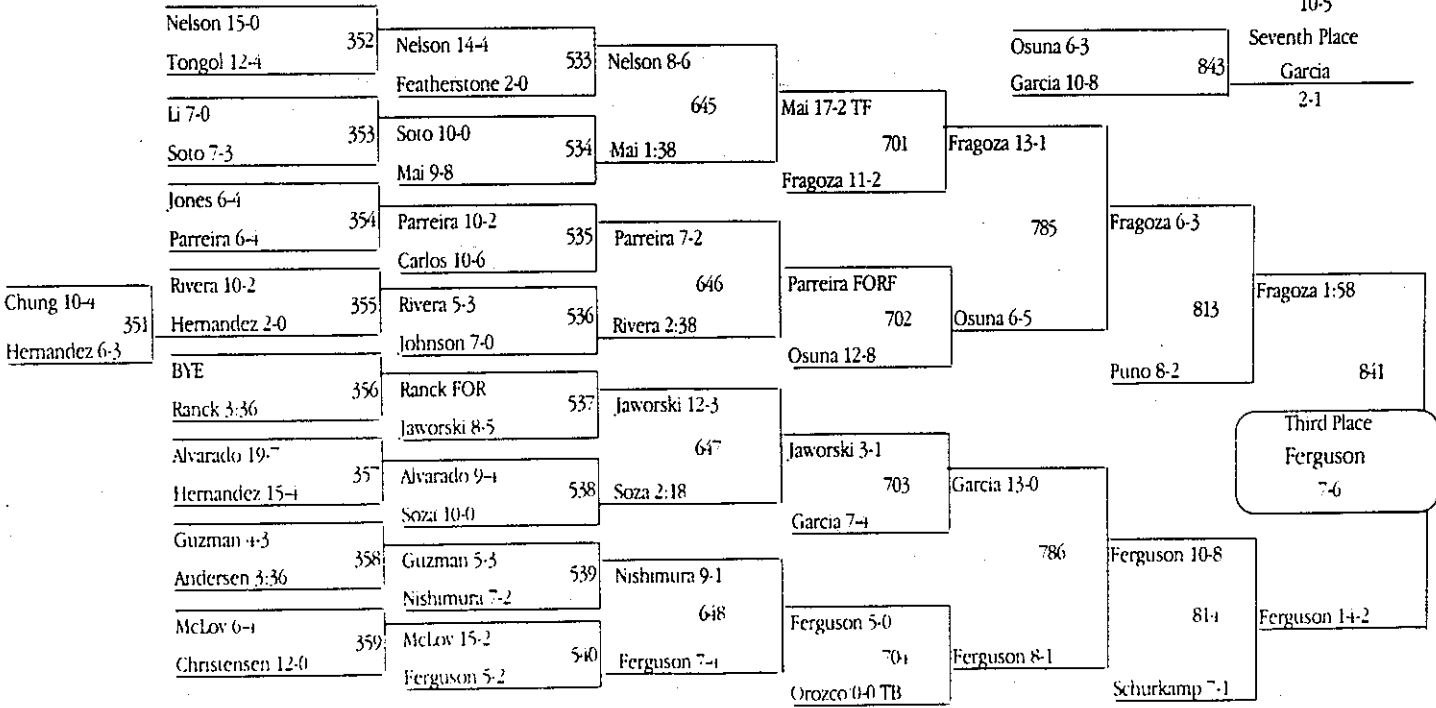 10-5
Seventh Place
Garcia
2-1
Osuna 6-3
843
Garcia 10-8
Chung 10-4
351
Hernandez 6-3
Nelson 15-0
352
Tongol 12-4
Li 7-0
353
Soto 7-3
Jones 6-4
354
Parreira 6-4
Rivera 10-2
355
Hernandez 2-0
BYE
356
Ranck 3:36
Alvarado 19-7
357
Hernandez 15-4
Guzman 4-3
358
Andersen 3:36
McLov 6-4
359
Christensen 12-0
Nelson 14-4
533
Featherstone 2-0
Soto 10-0
534
Mai 9-8
Parreira 10-2
535
Carlos 10-6
Rivera 5-3
536
Johnson 7-0
Ranck FOR
537
Jaworski 8-5
Alvarado 9-4
538
Soza 10-0
Guzman 5-3
539
Nishimura 7-2
McLov 15-2
540
Ferguson 5-2
Nelson 8-6
645
Mai 1:38
Parreira 7-2
646
Rivera 2:38
Jaworski 12-3
647
Soza 2:18
Nishimura 9-1
648
Ferguson 7-4
Mai 17-2 TF
701
Fragoza 11-2
Parreira FORF
702
Osuna 12-8
Jaworski 3-1
703
Garcia 7-4
Ferguson 5-0
704
Orozco 0-0 TB
Fragoza 13-1
785
Osuna 6-5
Garcia 13-0
786
Ferguson 8-1
Fragoza 6-3
813
Puno 8-2
Ferguson 10-8
814
Schurkamp 7-1
Fragoza 1:58
841
Ferguson 14-2
Third Place
Ferguson
7-6